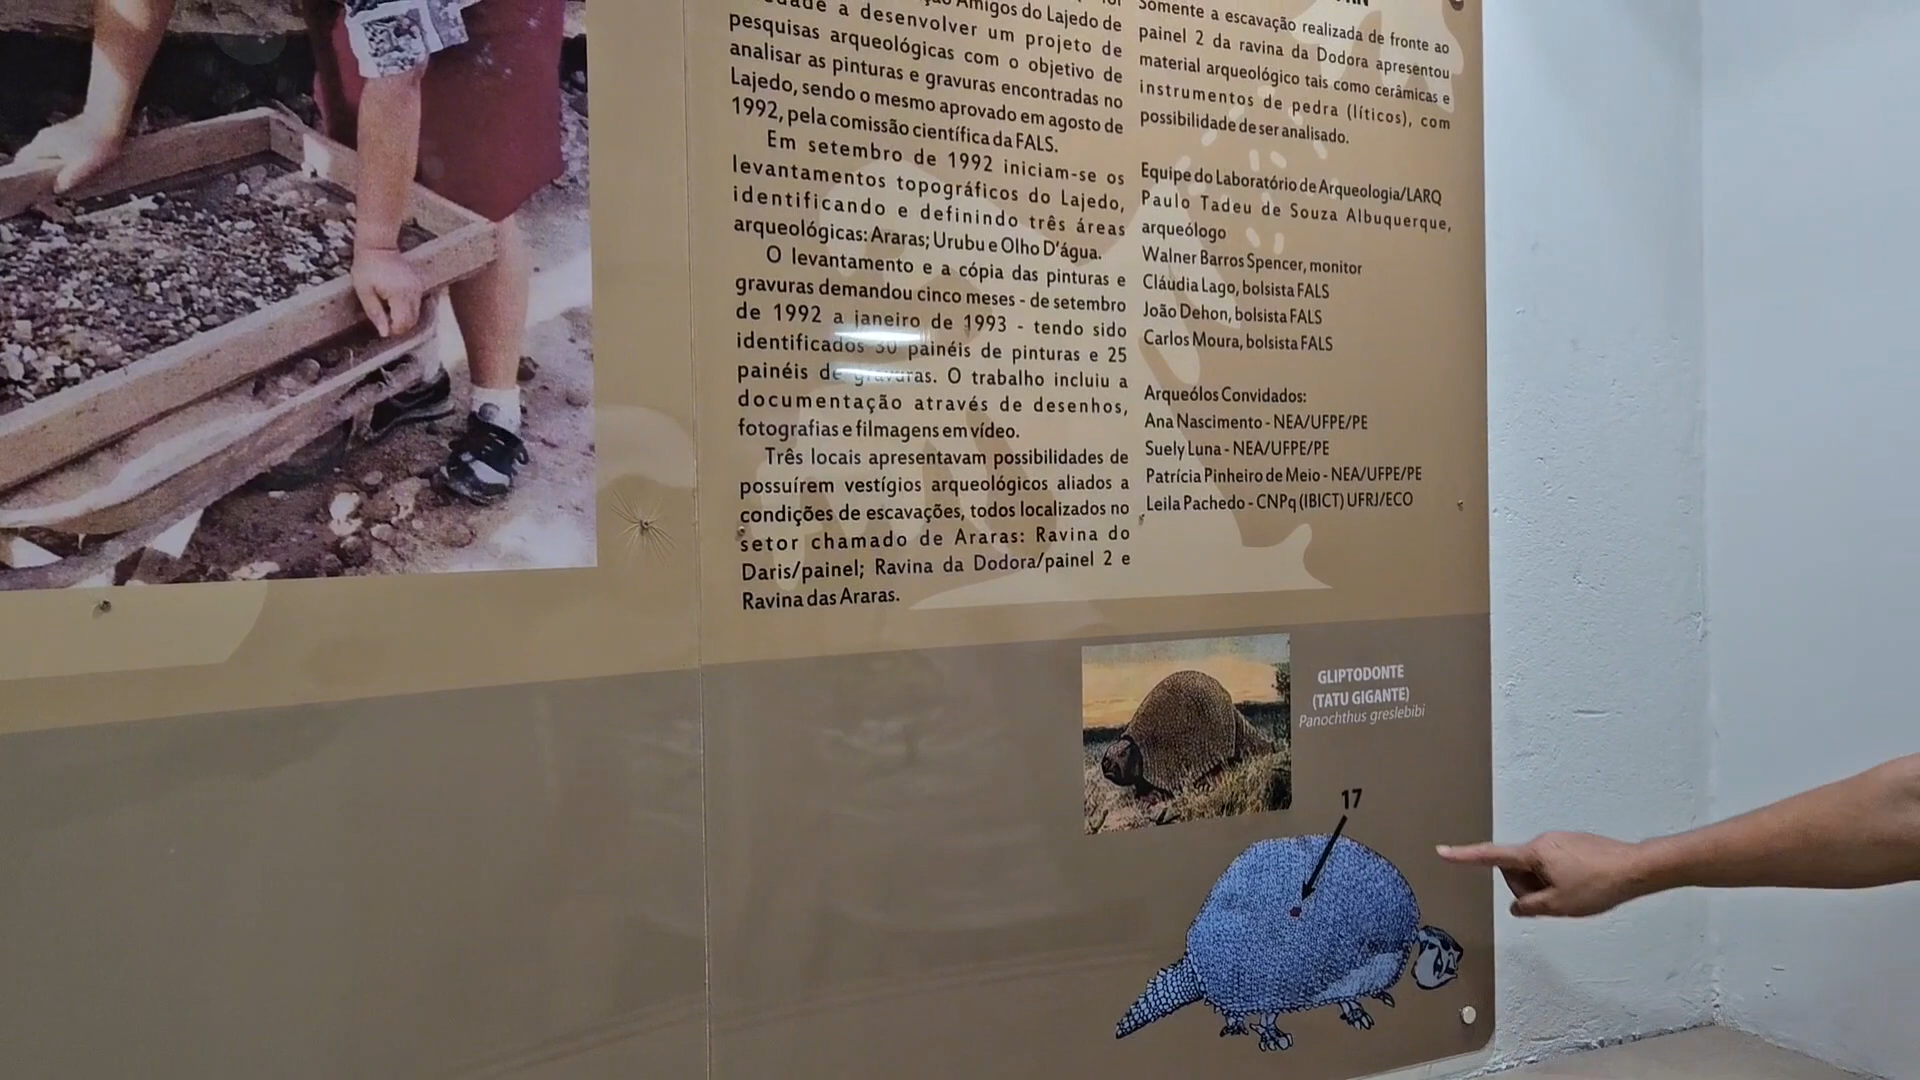 Amigos do Lajedo de
a desenvolver um projeto de
pesquisas arqueológicas com o objetivo de
analisar as pinturas e gravuras encontradas no
Lajedo, sendo o mesmo aprovado em agosto de
1992, pela comissão científica da FALS.
Em setembro de 1992 iniciam-se os
levantamentos topográficos do Lajedo,
identificando e definindo três áreas
arqueológicas: Araras; Urubu e Olho D'água.
O levantamento e a cópia das pinturas e
gravuras demandou cinco meses - de setembro
de 1992 a janeiro de 1993 - tendo sido
identificados 30 painéis de pinturas e 25
painéis de gravuras. O trabalho incluiu a
documentação através de desenhos,
fotografias e filmagens em vídeo.
Três locais apresentavam possibilidades de
possuírem vestígios arqueológicos aliados a
condições de escavações, todos localizados no
setor chamado de Araras: Ravina do
Daris/painel; Ravina da Dodora/painel 2 e
Ravina das Araras.
Somente a escavação realizada de fronte ao
painel 2 da ravina da Dodora apresentou
material arqueológico tais como cerâmicas e
instrumentos de pedra (líticos), com
possibilidade de ser analisado.
Equipe do Laboratório de Arqueologia/LARQ
Paulo Tadeu de Souza Albuquerque,
arqueólogo
Walner Barros Spencer, monitor
Cláudia Lago, bolsista FALS
João Dehon, bolsista FALS
Carlos Moura, bolsista FALS
Arqueólos Convidados:
Ana Nascimento - NEA/UFPE/PE
Suely Luna - NEA/UFPE/PE
Patrícia Pinheiro de Meio - NEA/UFPE/PE
Leila Pachedo - CNPq (IBICT) UFRJ/ECO
GLIPTODONTE
(TATU GIGANTE)
Panochthus greslebibi
17